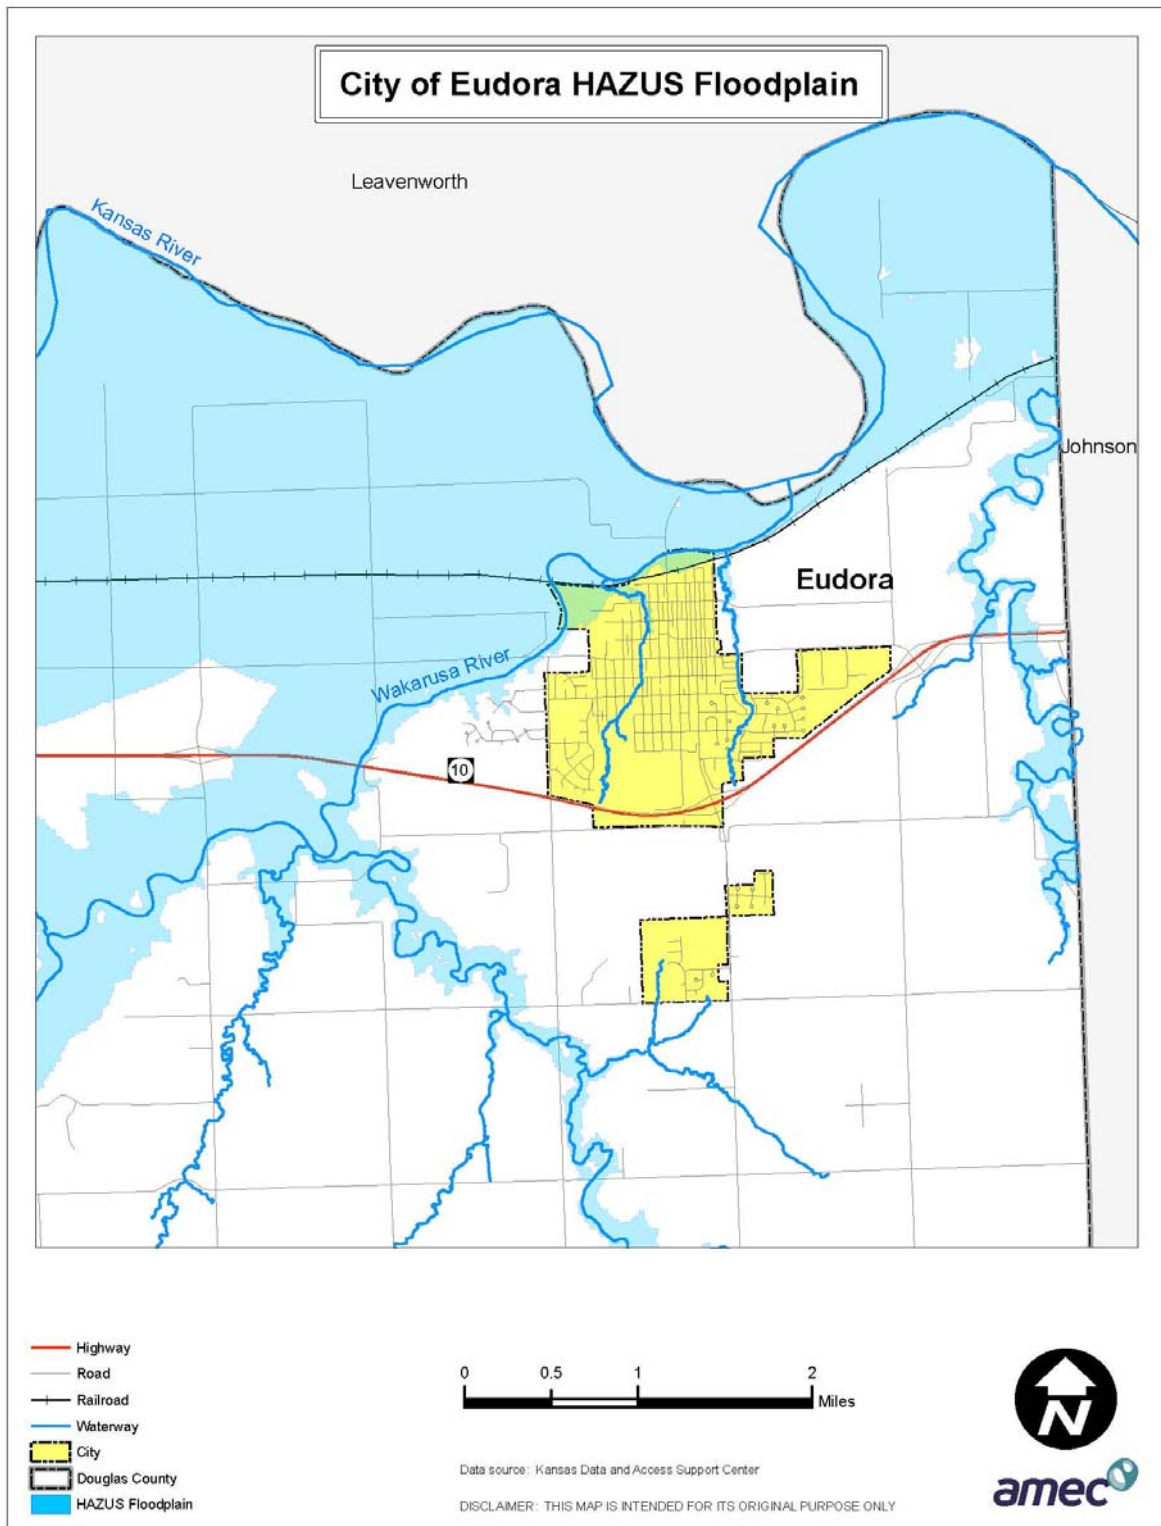 City of Eudora HAZUS Floodplain
Leavenworth
Kansas River
Johnson
Eudora
Wakarusa River
10
Highway
Road
Railroad
Waterway
City
Douglas County
HAZUS Floodplain
0 0.5 1 2
Miles
Data source: Kansas Data and Access Support Center
DISCLAIMER: THIS MAP IS INTENDED FOR ITS ORIGINAL PURPOSE ONLY
N
amec